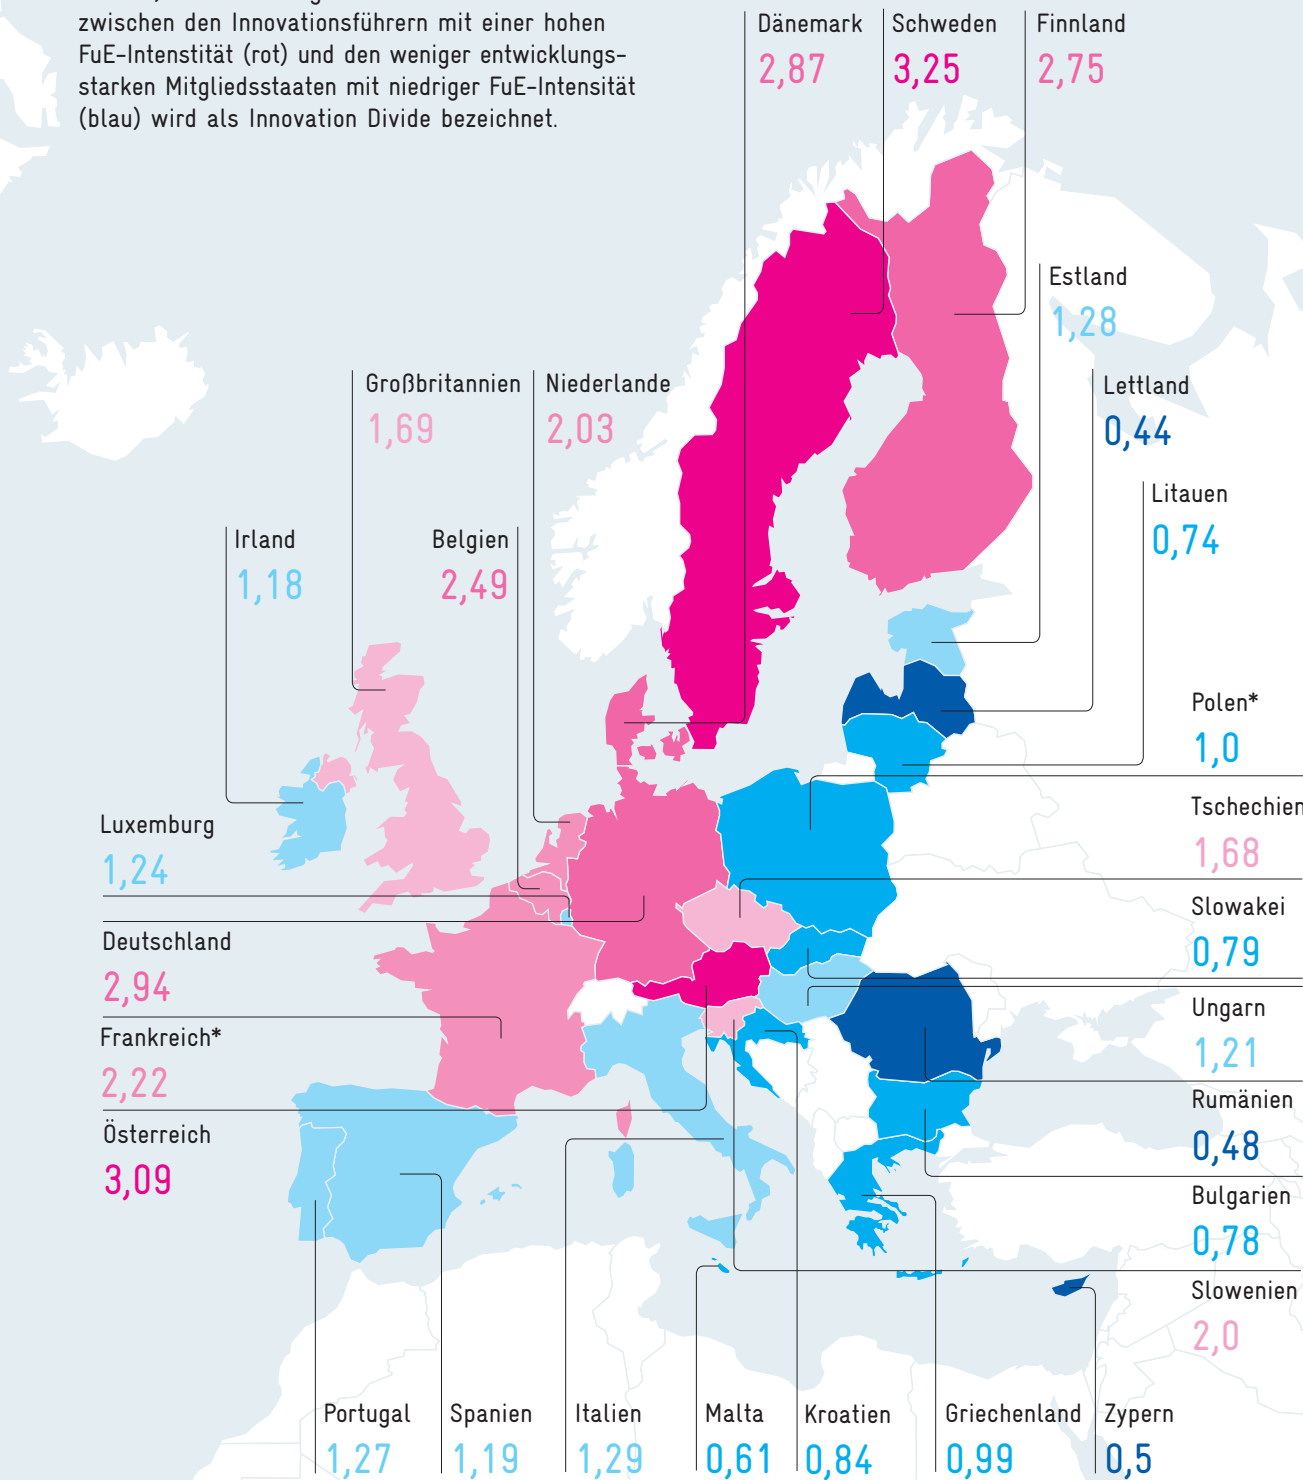 zwischen den Innovationsführern mit einer hohen
FuE-Intenstität (rot) und den weniger entwicklungs-
starken Mitgliedsstaaten mit niedriger FuE-Intensität
(blau) wird als Innovation Divide bezeichnet.
Dänemark
2,87
Schweden
3,25
Finnland
2,75
Estland
1,28
Großbritannien
1,69
Niederlande
2,03
Lettland
0,44
Litauen
0,74
Irland
1,18
Belgien
2,49
Polen*
1,0
Luxemburg
1,24
Tschechien
1,68
Slowakei
0,79
Deutschland
2,94
Ungarn
1,21
Frankreich*
2,22
Rumänien
0,48
Österreich
3,09
Bulgarien
0,78
Slowenien
2,0
Portugal
1,27
Spanien
1,19
Italien
1,29
Malta
0,61
Kroatien
0,84
Griechenland
0,99
Zypern
0,5